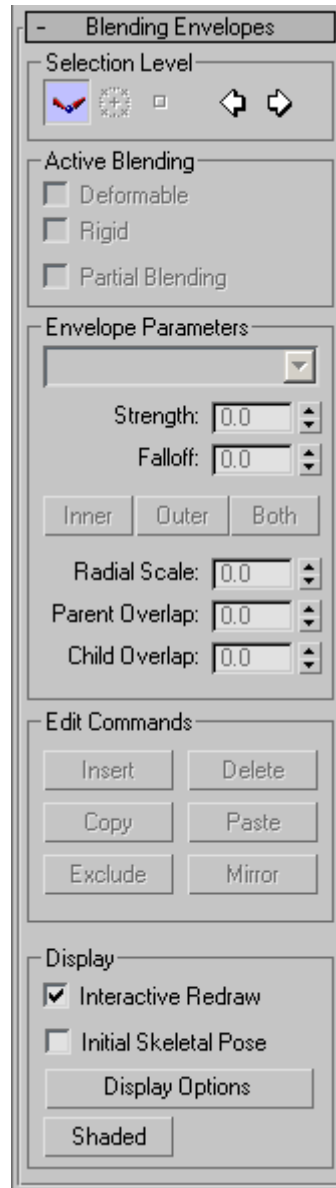 - Blending Envelopes
Selection Level
Active Blending
Deformable
Rigid
Partial Blending
Envelope Parameters
Strength: 0.0
Falloff: 0.0
Inner Outer Both
Radial Scale: 0.0
Parent Overlap: 0.0
Child Overlap: 0.0
Edit Commands
Insert Delete
Copy Paste
Exclude Mirror
Display
Interactive Redraw
Initial Skeletal Pose
Display Options
Shaded